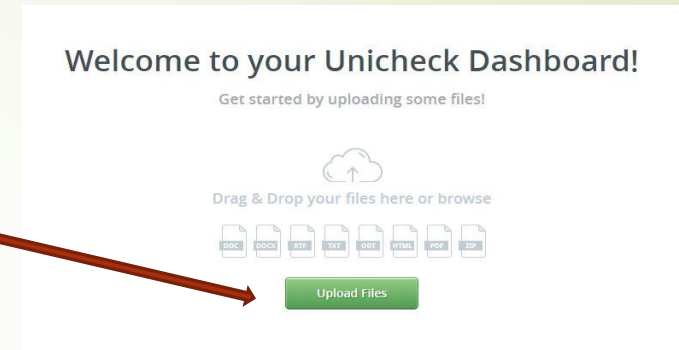 Welcome to your Unicheck Dashboard!
Get started by uploading some files!
Drag & Drop your files here or browse
DOC DOCX RTF TXT ODT HTML PDF ZIP
Upload Files